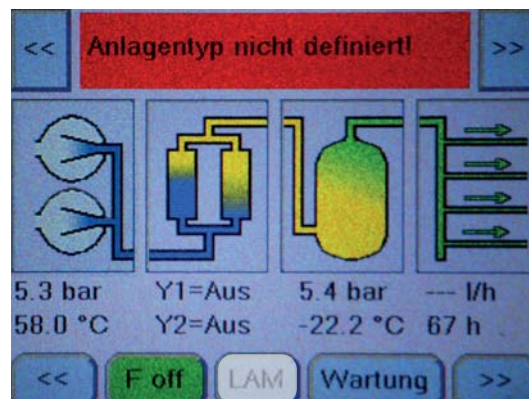 << Anlagentyp nicht definiert! >>
5.3 bar Y1=Aus 5.4 bar --- l/h
58.0 °C Y2=Aus -22.2 °C 67 h
<< F off LAM Wartung >>